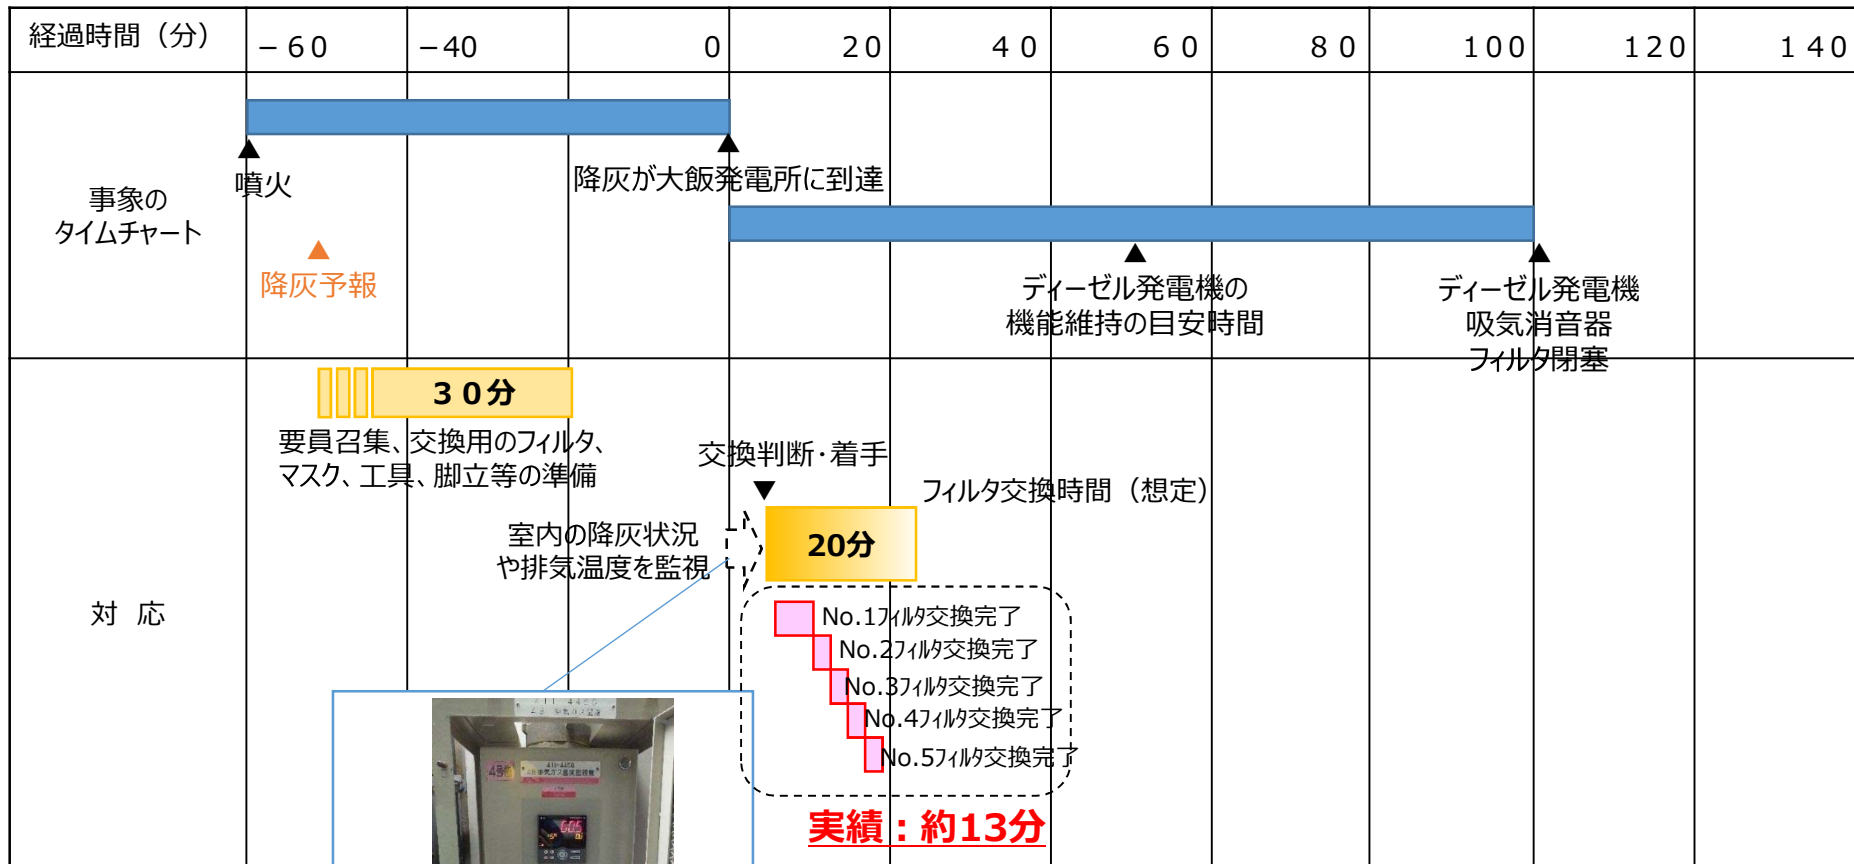 経過時間（分）
－60
－40
0
20
40
60
80
100
120
140
事象の
タイムチャート
噴火
降灰が大飯発電所に到達
降灰予報
ディーゼル発電機の
機能維持の目安時間
ディーゼル発電機
吸気消音器
フィルタ閉塞
対 応
３０分
要員召集、交換用のフィルタ、
マスク、工具、脚立等の準備
交換判断・着手
フィルタ交換時間（想定）
室内の降灰状況
や排気温度を監視
20分
No.1フィルタ交換完了
No.2フィルタ交換完了
No.3フィルタ交換完了
No.4フィルタ交換完了
No.5フィルタ交換完了
実績：約13分